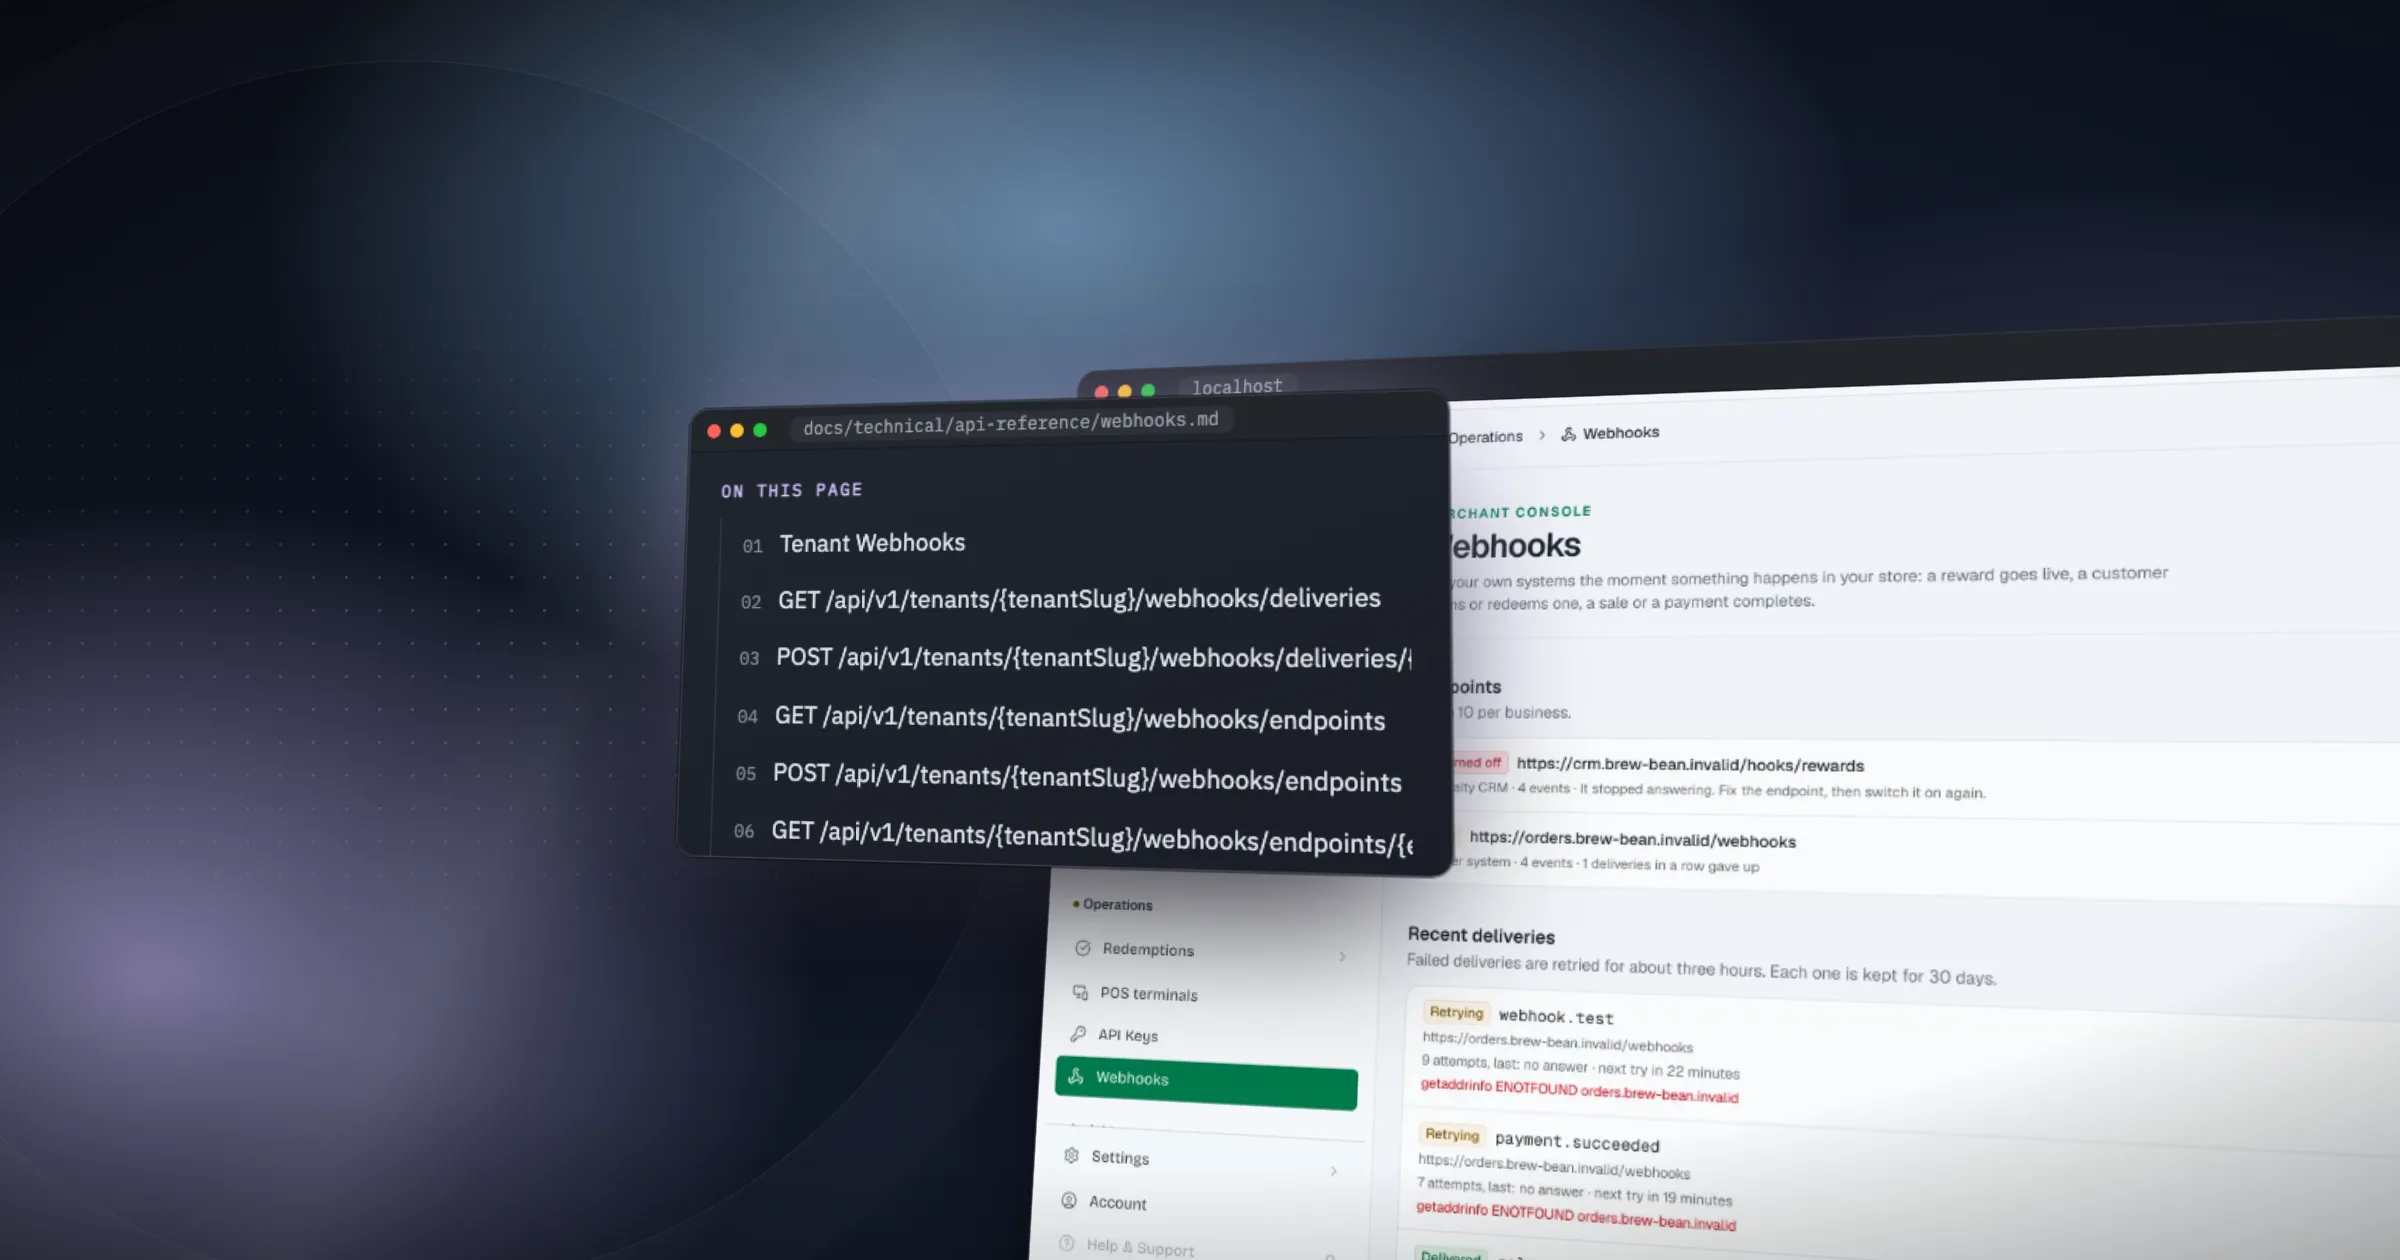 localhost
docs/technical/api-reference/webhooks.md
ON THIS PAGE
01 Tenant Webhooks
02 GET /api/v1/tenants/{tenantSlug}/webhooks/deliveries
03 POST /api/v1/tenants/{tenantSlug}/webhooks/deliveries/{
04 GET /api/v1/tenants/{tenantSlug}/webhooks/endpoints
05 POST /api/v1/tenants/{tenantSlug}/webhooks/endpoints
06 GET /api/v1/tenants/{tenantSlug}/webhooks/endpoints/{e
Operations > Webhooks
RCHANT CONSOLE
ebhooks
your own systems the moment something happens in your store: a reward goes live, a customer
ns or redeems one, a sale or a payment completes.
points
10 per business.
rned off https://crm.brew-bean.invalid/hooks/rewards
alty CRM · 4 events · It stopped answering. Fix the endpoint, then switch it on again.
https://orders.brew-bean.invalid/webhooks
er system · 4 events · 1 deliveries in a row gave up
Operations
Redemptions
POS terminals
API Keys
Webhooks
Settings
Account
Help & Support
Recent deliveries
Failed deliveries are retried for about three hours. Each one is kept for 30 days.
Retrying webhook.test
https://orders.brew-bean.invalid/webhooks
9 attempts, last: no answer · next try in 22 minutes
getaddrinfo ENOTFOUND orders.brew-bean.invalid
Retrying payment.succeeded
https://orders.brew-bean.invalid/webhooks
7 attempts, last: no answer · next try in 19 minutes
getaddrinfo ENOTFOUND orders.brew-bean.invalid
Delivered